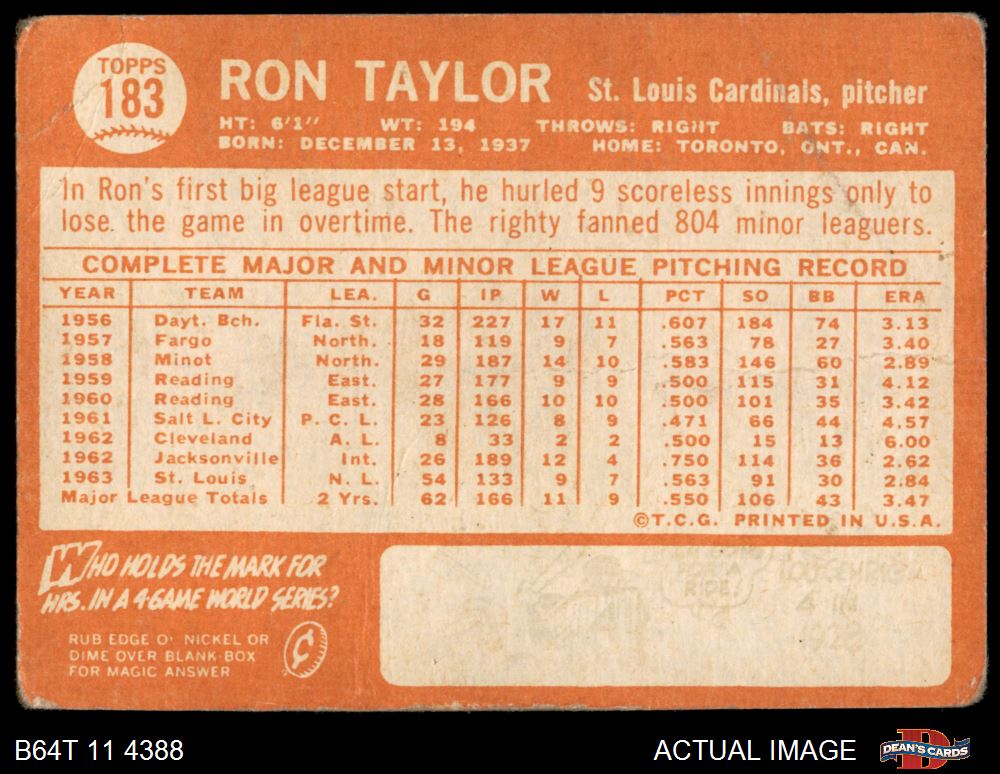 TOPPS
183
RON TAYLOR St. Louis Cardinals, pitcher
HT: 6'1" WT: 194 THROWS: RIGHT BATS: RIGHT
BORN: DECEMBER 13, 1937 HOME: TORONTO, ONT., CAN.
In Ron's first big league start, he hurled 9 scoreless innings only to
lose the game in overtime. The righty fanned 804 minor leaguers.
COMPLETE MAJOR AND MINOR LEAGUE PITCHING RECORD
YEAR TEAM LEA. G IP W L PCT SO BB ERA
1956 Dayt. Bch. Fla. St. 32 227 17 11 .607 184 74 3.13
1957 Fargo North. 18 119 9 7 .563 78 27 3.40
1958 Minot North. 29 187 14 10 .583 146 60 2.89
1959 Reading East. 27 177 9 9 .500 115 31 4.12
1960 Reading East. 28 166 10 10 .500 101 35 3.42
1961 Salt L. City P. C. L. 23 126 8 9 .471 66 44 4.57
1962 Cleveland A. L. 8 33 2 2 .500 15 13 6.00
1962 Jacksonville Int. 26 189 12 4 .750 114 36 2.62
1963 St. Louis N. L. 54 133 9 7 .563 91 30 2.84
Major League Totals 2 Yrs. 62 166 11 9 .550 106 43 3.47
©T.C.G. PRINTED IN U.S.A.
WHO HOLDS THE MARK FOR
HRS. IN A 4-GAME WORLD SERIES?
RUB EDGE O' NICKEL OR
DIME OVER BLANK-BOX
FOR MAGIC ANSWER
¢
RIDE!
4 IN
B64T 11 4388 ACTUAL IMAGE DEAN'S CARDS